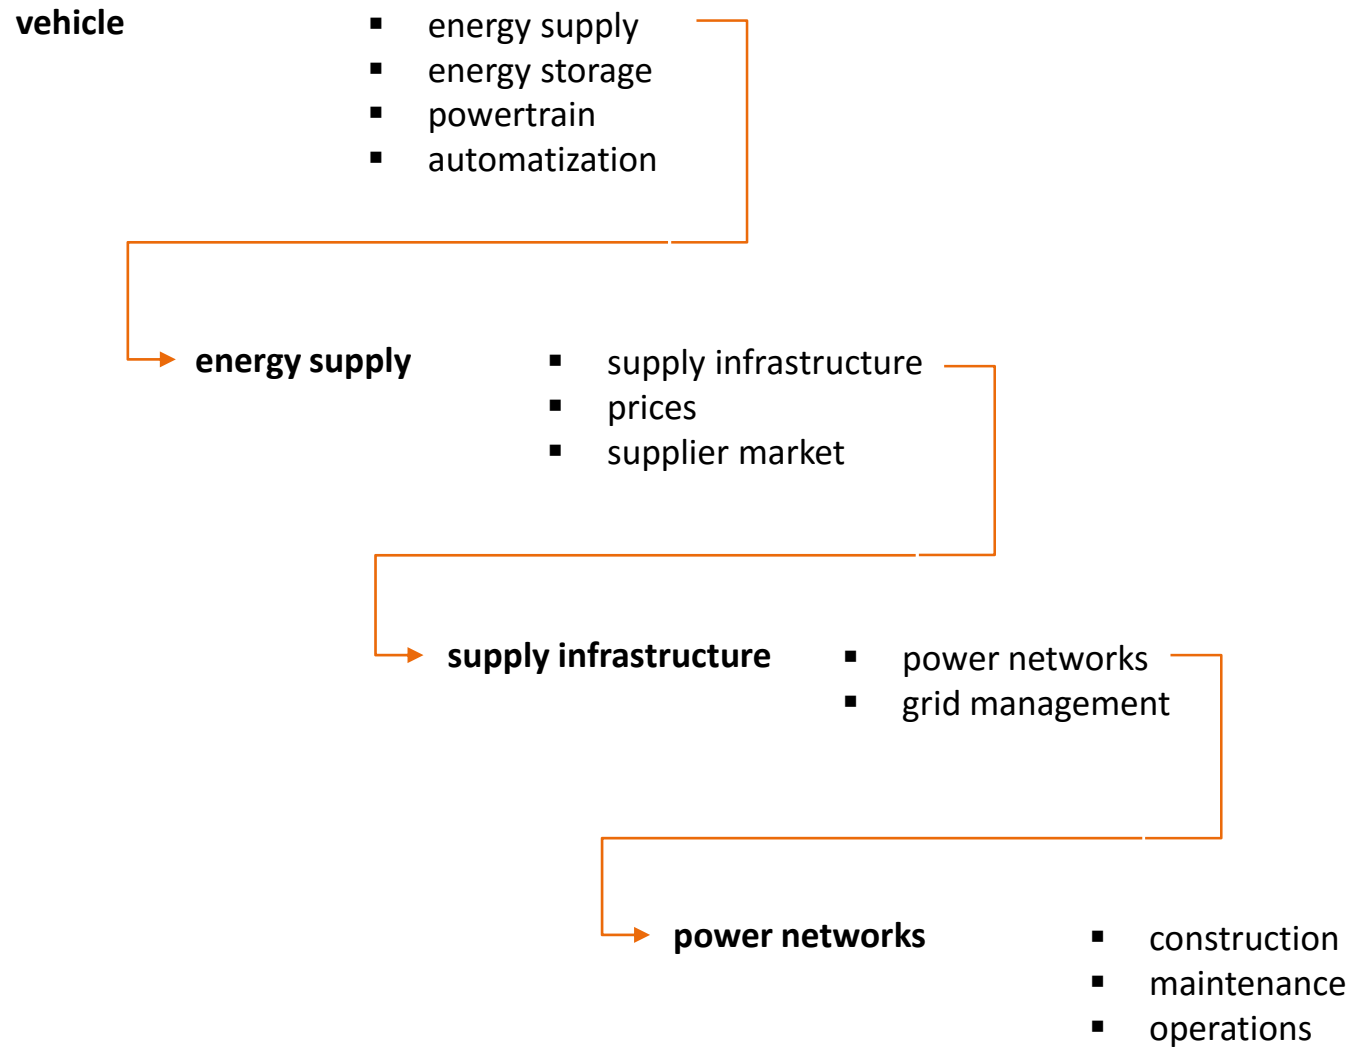 vehicle
▪ energy supply
▪ energy storage
▪ powertrain
▪ automatization
energy supply
▪ supply infrastructure
▪ prices
▪ supplier market
supply infrastructure
▪ power networks
▪ grid management
power networks
▪ construction
▪ maintenance
▪ operations